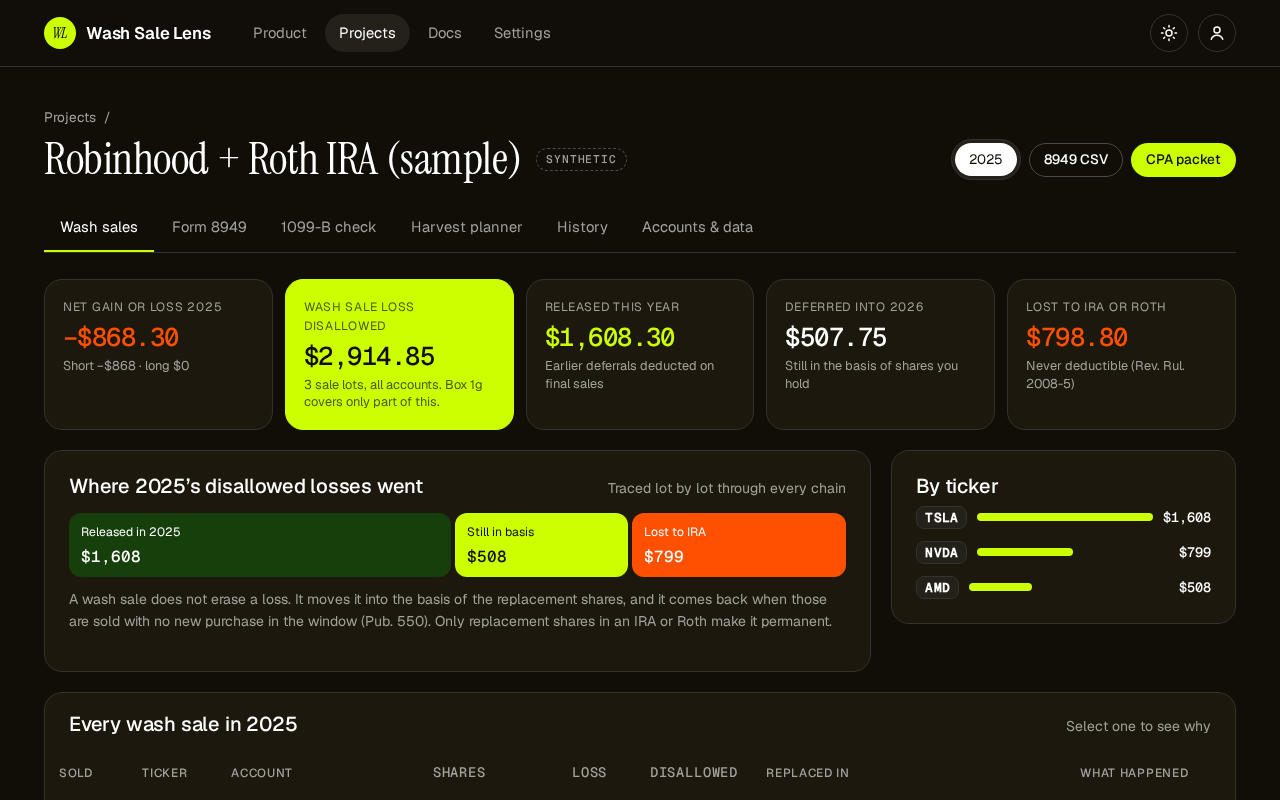 WL Wash Sale Lens Product Projects Docs Settings
Projects /
Robinhood + Roth IRA (sample) SYNTHETIC 2025 8949 CSV CPA packet
Wash sales Form 8949 1099-B check Harvest planner History Accounts & data
NET GAIN OR LOSS 2025
−$868.30
Short −$868 · long $0
WASH SALE LOSS
DISALLOWED
$2,914.85
3 sale lots, all accounts. Box 1g
covers only part of this.
RELEASED THIS YEAR
$1,608.30
Earlier deferrals deducted on
final sales
DEFERRED INTO 2026
$507.75
Still in the basis of shares you
hold
LOST TO IRA OR ROTH
$798.80
Never deductible (Rev. Rul.
2008-5)
Where 2025’s disallowed losses went Traced lot by lot through every chain
Released in 2025
$1,608
Still in basis
$508
Lost to IRA
$799
A wash sale does not erase a loss. It moves it into the basis of the replacement shares, and it comes back when those
are sold with no new purchase in the window (Pub. 550). Only replacement shares in an IRA or Roth make it permanent.
By ticker
TSLA $1,608
NVDA $799
AMD $508
Every wash sale in 2025 Select one to see why
SOLD TICKER ACCOUNT SHARES LOSS DISALLOWED REPLACED IN WHAT HAPPENED